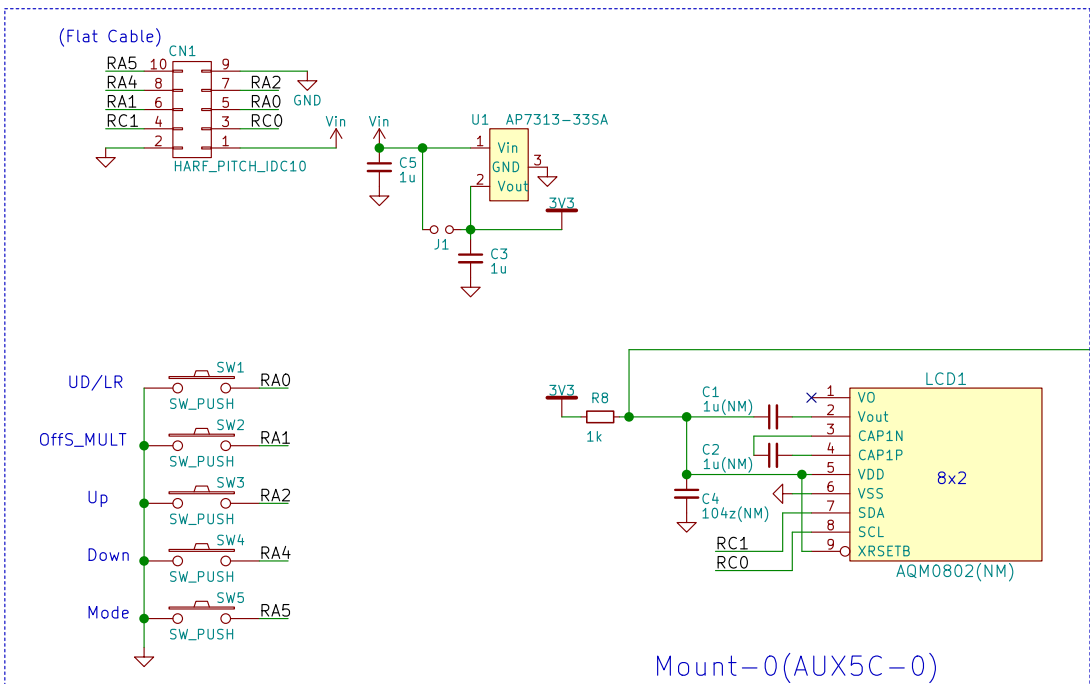 (Flat Cable)
CN1
RA5 10 9
RA4 8 7 RA2
GND
RA1 6 5 RA0
RC1 4 3 RC0
2 1
Vin
HARF_PITCH_IDC10
Vin
C5
1u
U1 AP7313-33SA
1 Vin
GND 3
2 Vout
3V3
J1
C3
1u
UD/LR SW1 RA0
SW_PUSH
OffS_MULT SW2 RA1
SW_PUSH
Up SW3 RA2
SW_PUSH
Down SW4 RA4
SW_PUSH
Mode SW5 RA5
SW_PUSH
3V3
R8
1k
C1
1u(NM)
C2
1u(NM)
C4
104z(NM)
LCD1
1 VO
2 Vout
3 CAP1N
4 CAP1P
5 VDD
6 VSS
7 SDA
8 SCL
9 XRSETB
8x2
RC1
RC0
AQM0802(NM)
Mount-0(AUX5C-0)